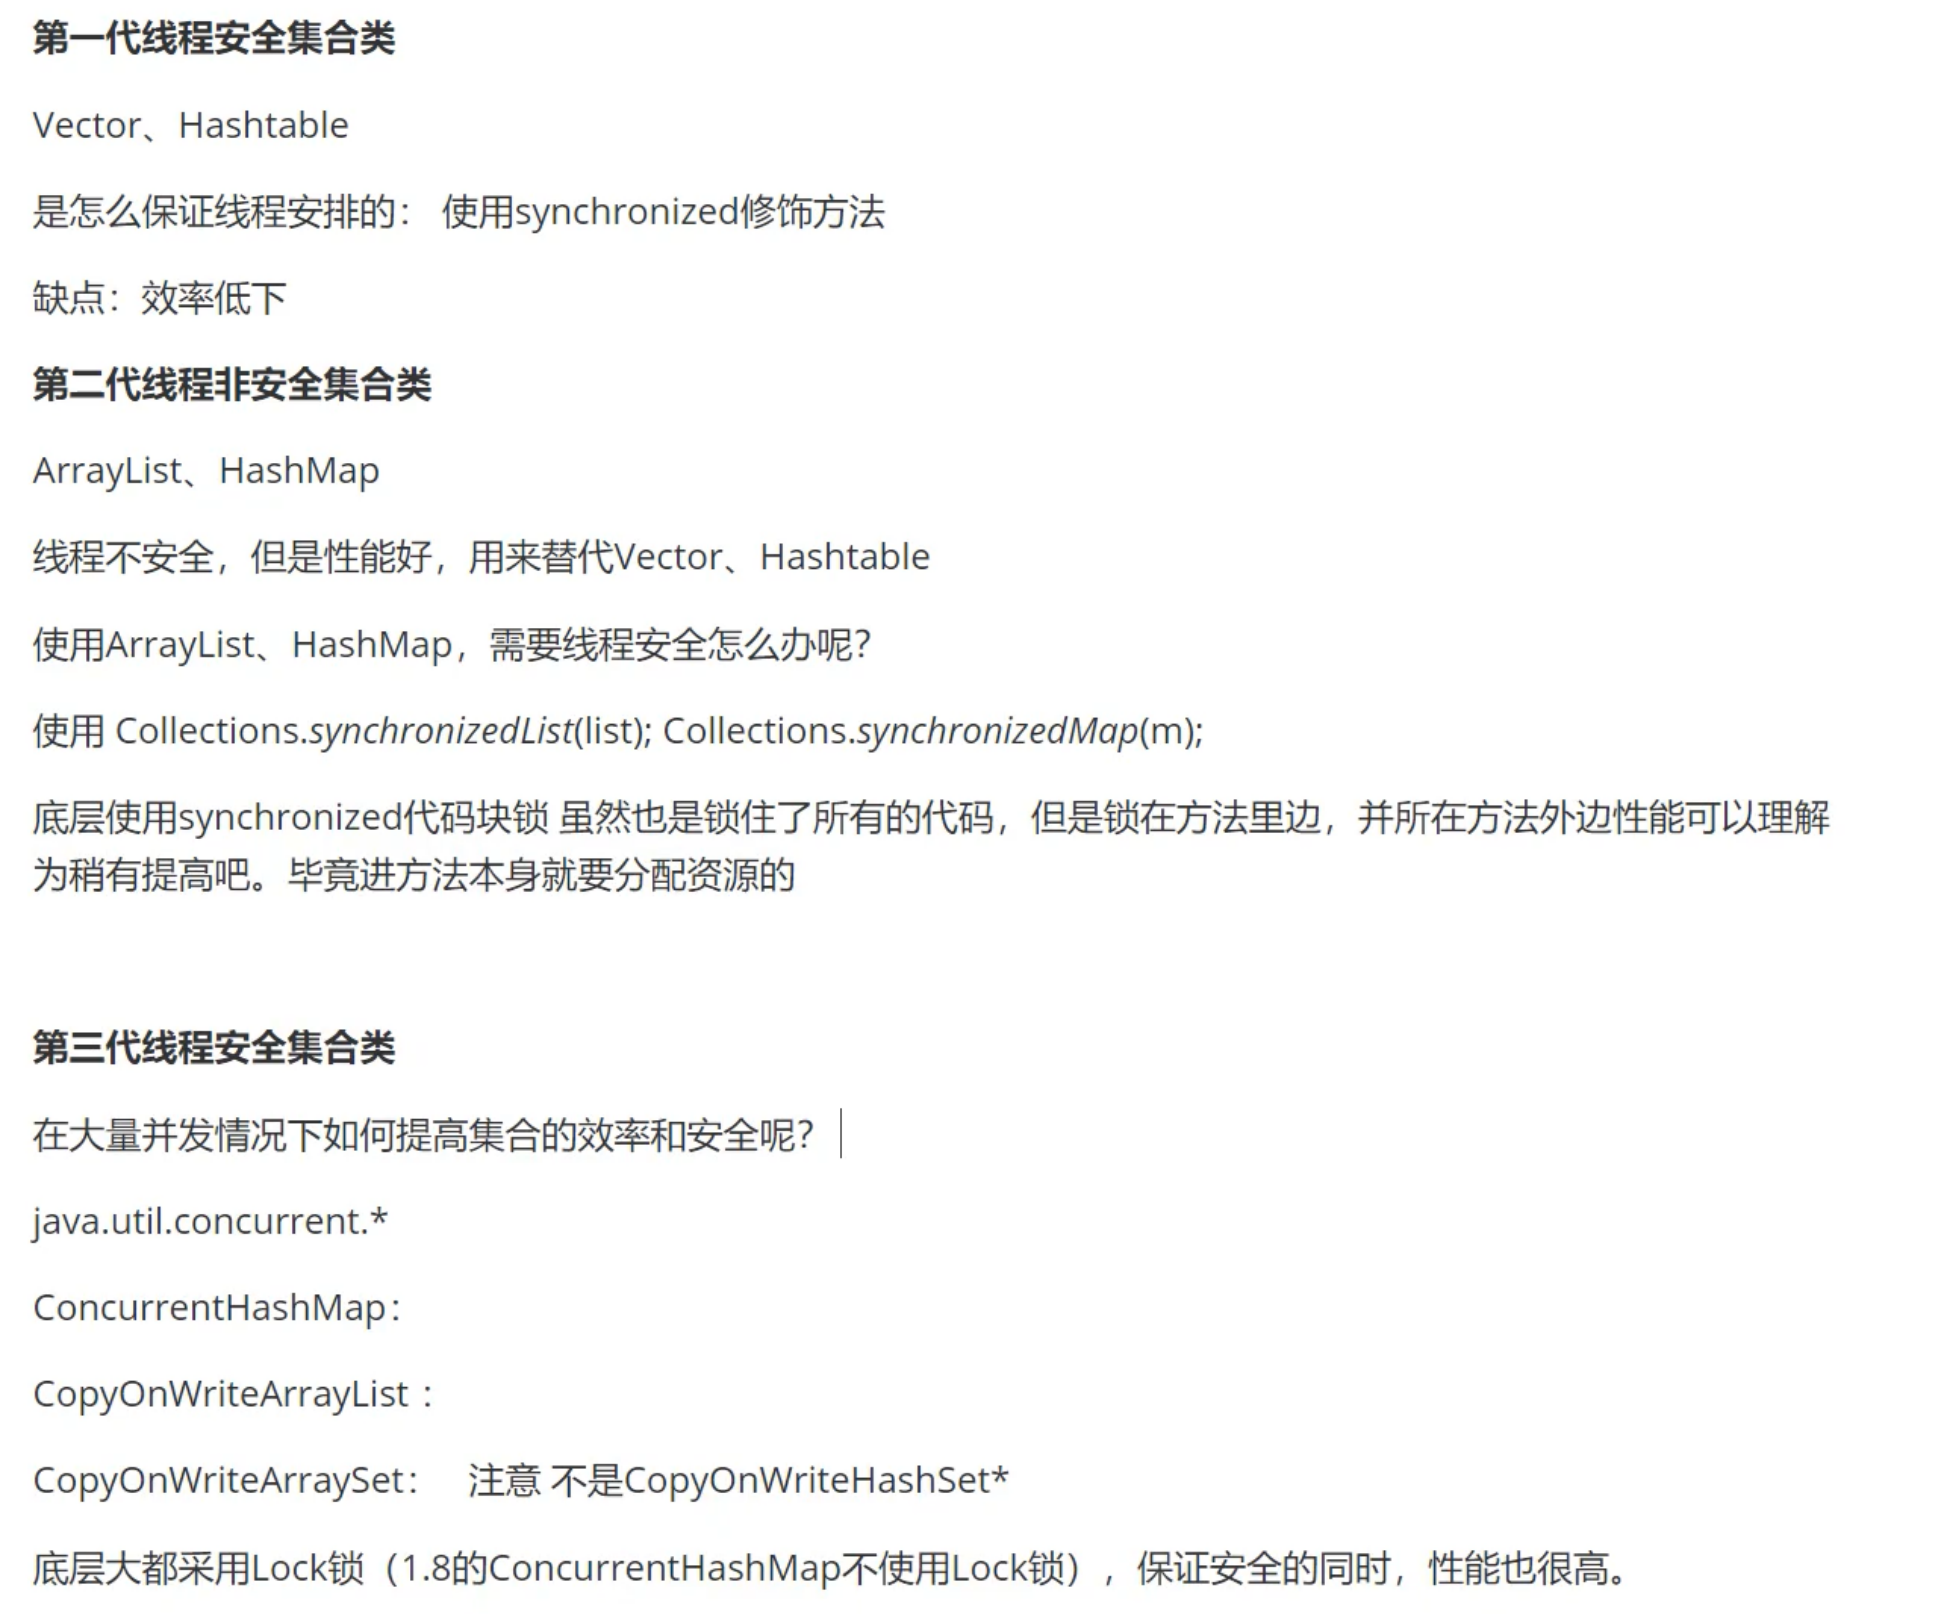 第一代线程安全集合类
Vector、Hashtable
是怎么保证线程安排的： 使用synchronized修饰方法
缺点：效率低下
第二代线程非安全集合类
ArrayList、HashMap
线程不安全，但是性能好，用来替代Vector、Hashtable
使用ArrayList、HashMap，需要线程安全怎么办呢？
使用 Collections.synchronizedList(list); Collections.synchronizedMap(m);
底层使用synchronized代码块锁 虽然也是锁住了所有的代码，但是锁在方法里边，并所在方法外边性能可以理解
为稍有提高吧。毕竟进方法本身就要分配资源的
第三代线程安全集合类
在大量并发情况下如何提高集合的效率和安全呢？
java.util.concurrent.*
ConcurrentHashMap：
CopyOnWriteArrayList ：
CopyOnWriteArraySet： 注意 不是CopyOnWriteHashSet*
底层大都采用Lock锁（1.8的ConcurrentHashMap不使用Lock锁），保证安全的同时，性能也很高。